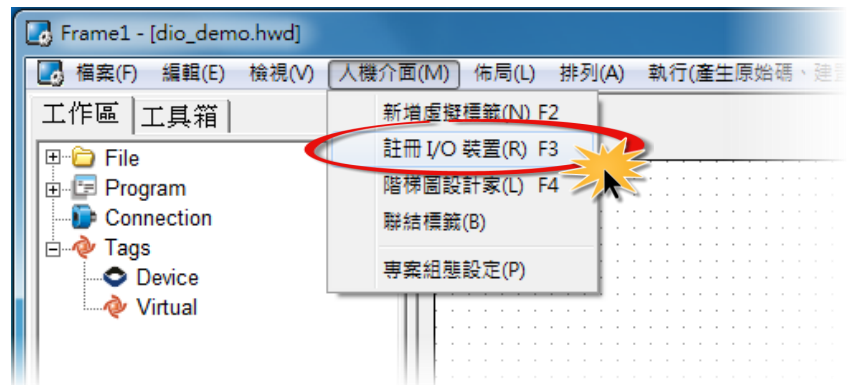 Frame1 - [dio_demo.hwd]
檔案(F) 編輯(E) 檢視(V) 人機介面(M) 佈局(L) 排列(A) 執行(產生原始碼、建
工作區 工具箱
新增虛擬標籤(N) F2
註冊 I/O 裝置(R) F3
階梯圖設計家(L) F4
聯結標籤(B)
專案組態設定(P)
File
Program
Connection
Tags
Device
Virtual